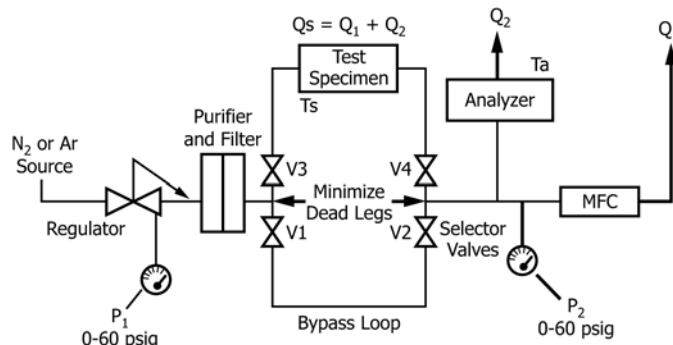 Qs = Q₁ + Q₂
Q₂
Q
Test
Specimen
Ts
Ta
Analyzer
Purifier
and Filter
N₂ or Ar
Source
V3
V4
Regulator
Minimize
Dead Legs
MFC
V1
V2
Selector
Valves
P₁
0-60 psig
Bypass Loop
P₂
0-60 psig